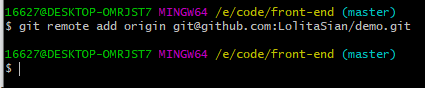 16627@DESKTOP-OMRJST7 MINGW64 /e/code/front-end (master)
$ git remote add origin git@github.com:LolitaSian/demo.git
16627@DESKTOP-OMRJST7 MINGW64 /e/code/front-end (master)
$